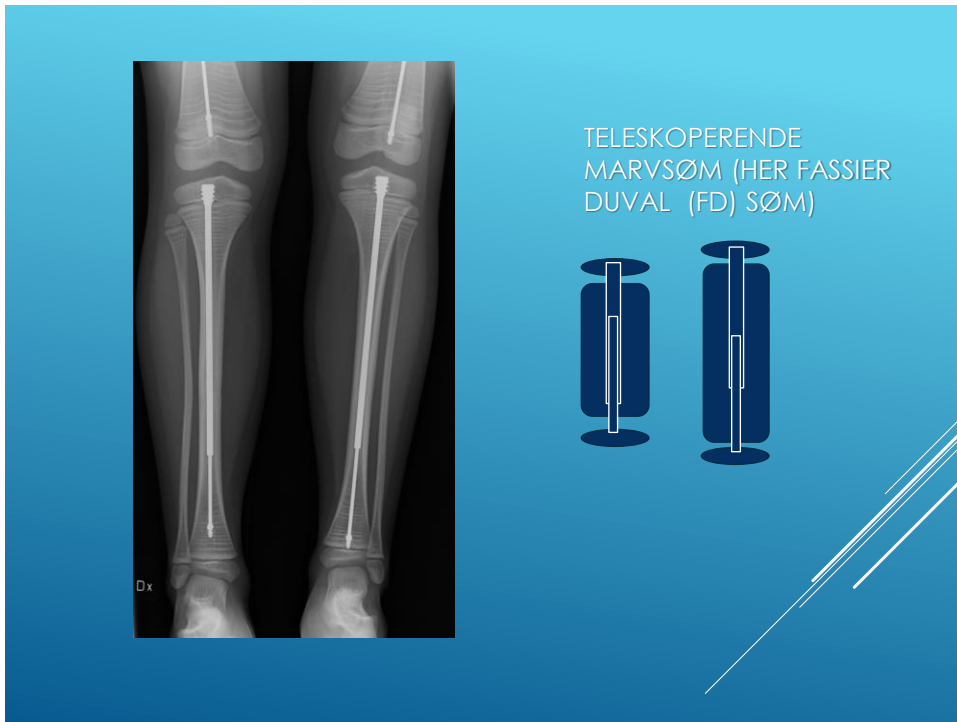 TELESKOPERENDE
MARVSØM (HER FASSIER
DUVAL (FD) SØM)
Dx